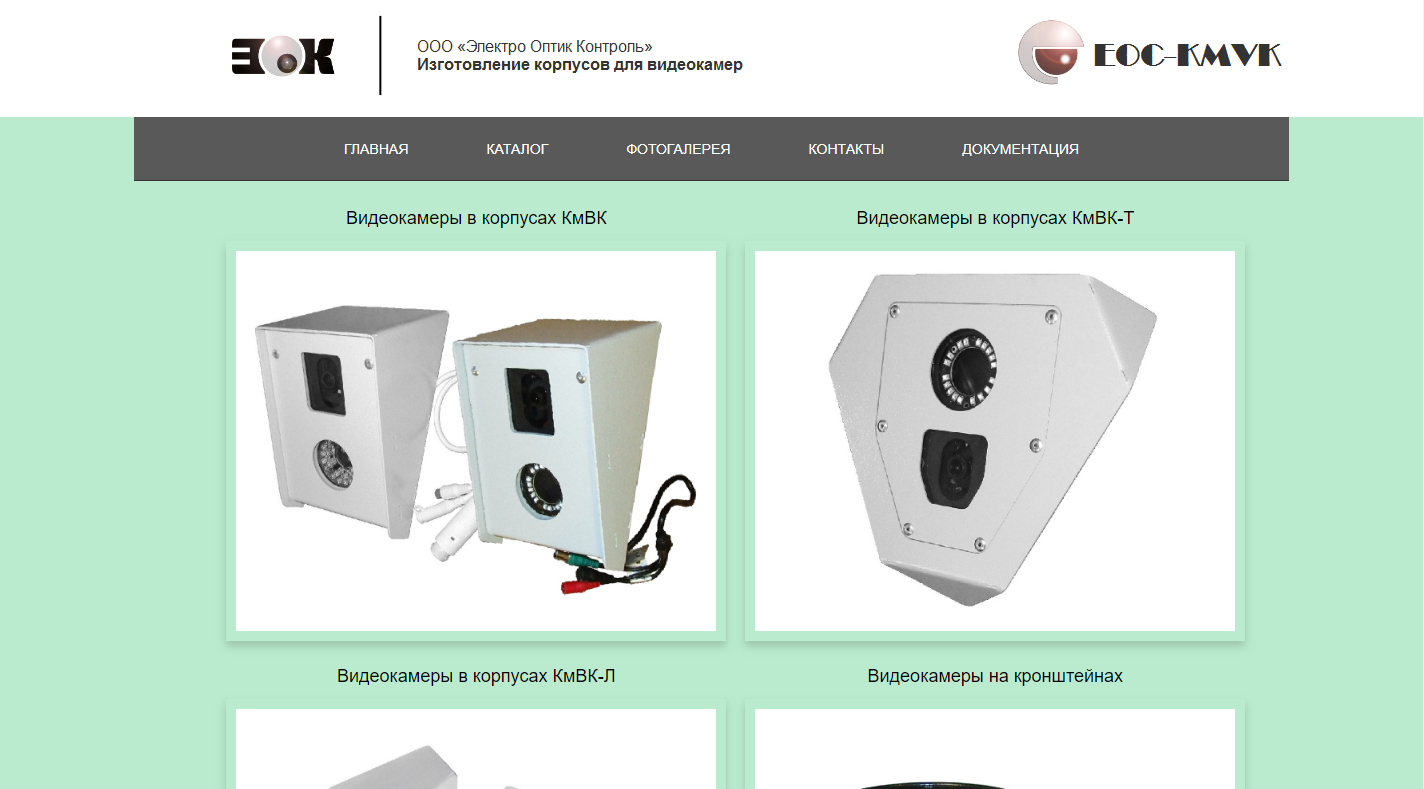 ЭОК
ООО «Электро Оптик Контроль»
Изготовление корпусов для видеокамер
EOC-KMVK
ГЛАВНАЯ КАТАЛОГ ФОТОГАЛЕРЕЯ КОНТАКТЫ ДОКУМЕНТАЦИЯ
Видеокамеры в корпусах КмВК
Видеокамеры в корпусах КмВК-Т
Видеокамеры в корпусах КмВК-Л
Видеокамеры на кронштейнах